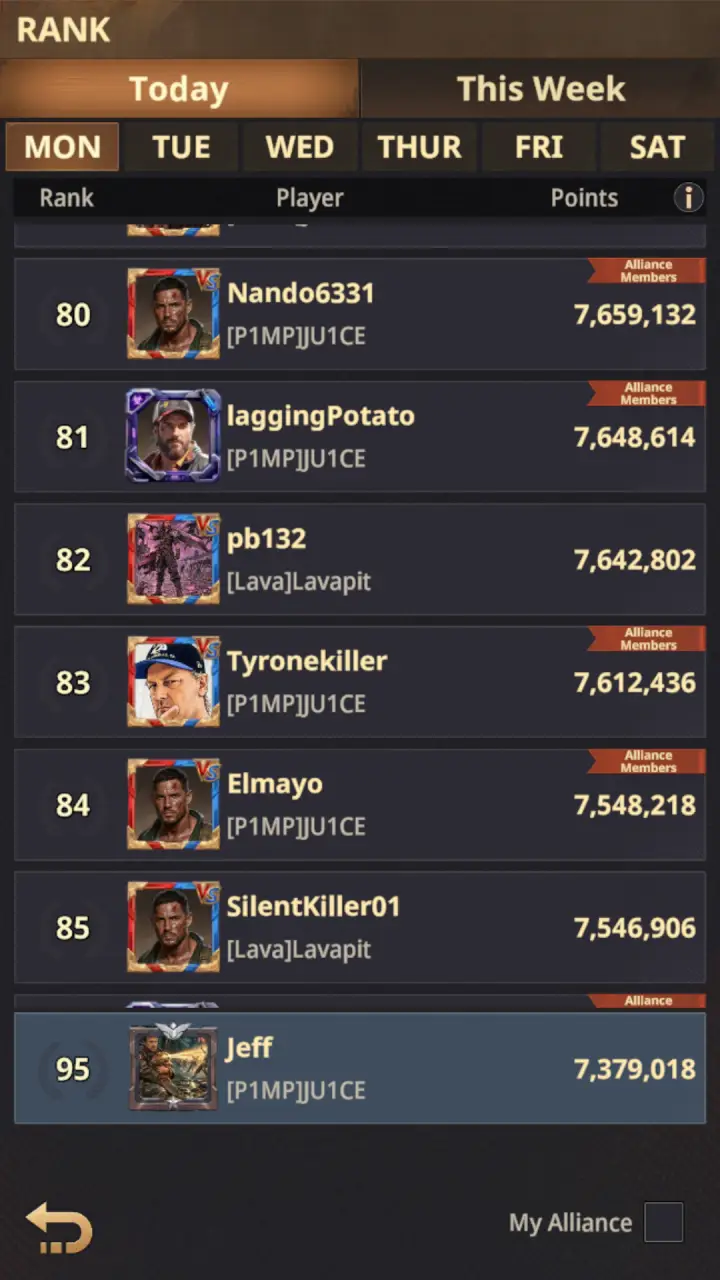 RANK
Today
This Week
MON
TUE
WED
THUR
FRI
SAT
Rank
Player
Points
i
80
Nando6331
[P1MP]JU1CE
Alliance
Members
7,659,132
81
laggingPotato
[P1MP]JU1CE
Alliance
Members
7,648,614
82
pb132
[Lava]Lavapit
7,642,802
83
Tyronekiller
[P1MP]JU1CE
Alliance
Members
7,612,436
84
Elmayo
[P1MP]JU1CE
Alliance
Members
7,548,218
85
SilentKiller01
[Lava]Lavapit
7,546,906
Alliance
95
Jeff
[P1MP]JU1CE
7,379,018
My Alliance